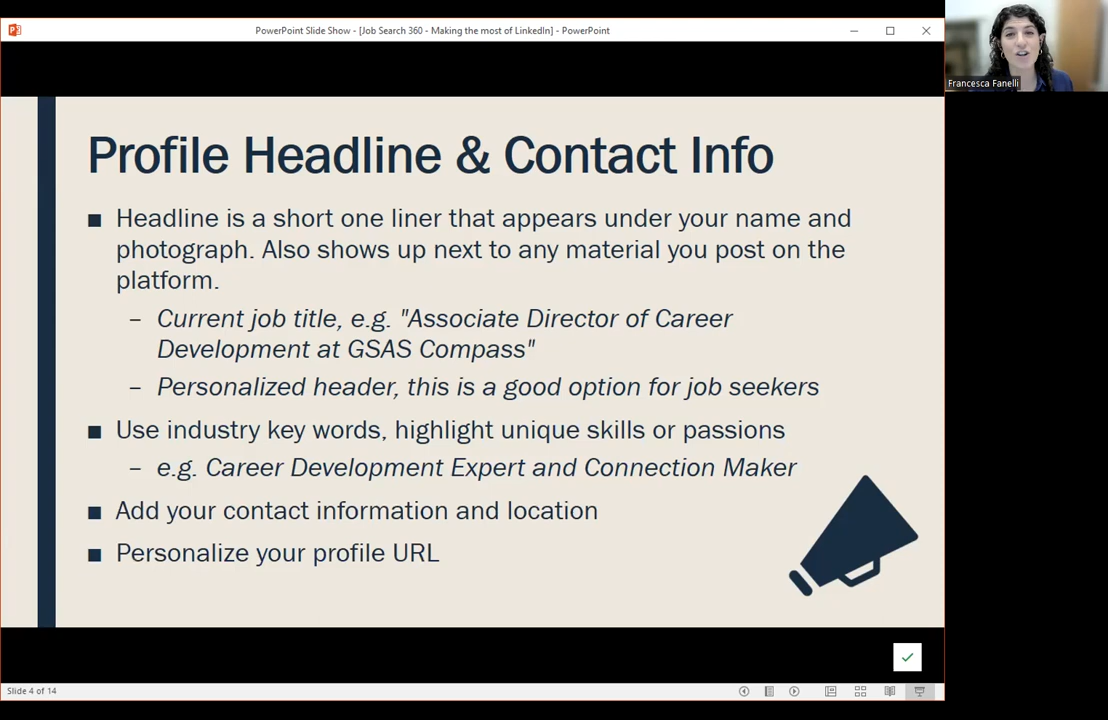 PowerPoint Slide Show - [Job Search 360 - Making the most of LinkedIn] - PowerPoint
Francesca Fanelli
Profile Headline & Contact Info
■ Headline is a short one liner that appears under your name and
photograph. Also shows up next to any material you post on the
platform.
– Current job title, e.g. "Associate Director of Career
Development at GSAS Compass"
– Personalized header, this is a good option for job seekers
■ Use industry key words, highlight unique skills or passions
– e.g. Career Development Expert and Connection Maker
■ Add your contact information and location
■ Personalize your profile URL
Slide 4 of 14